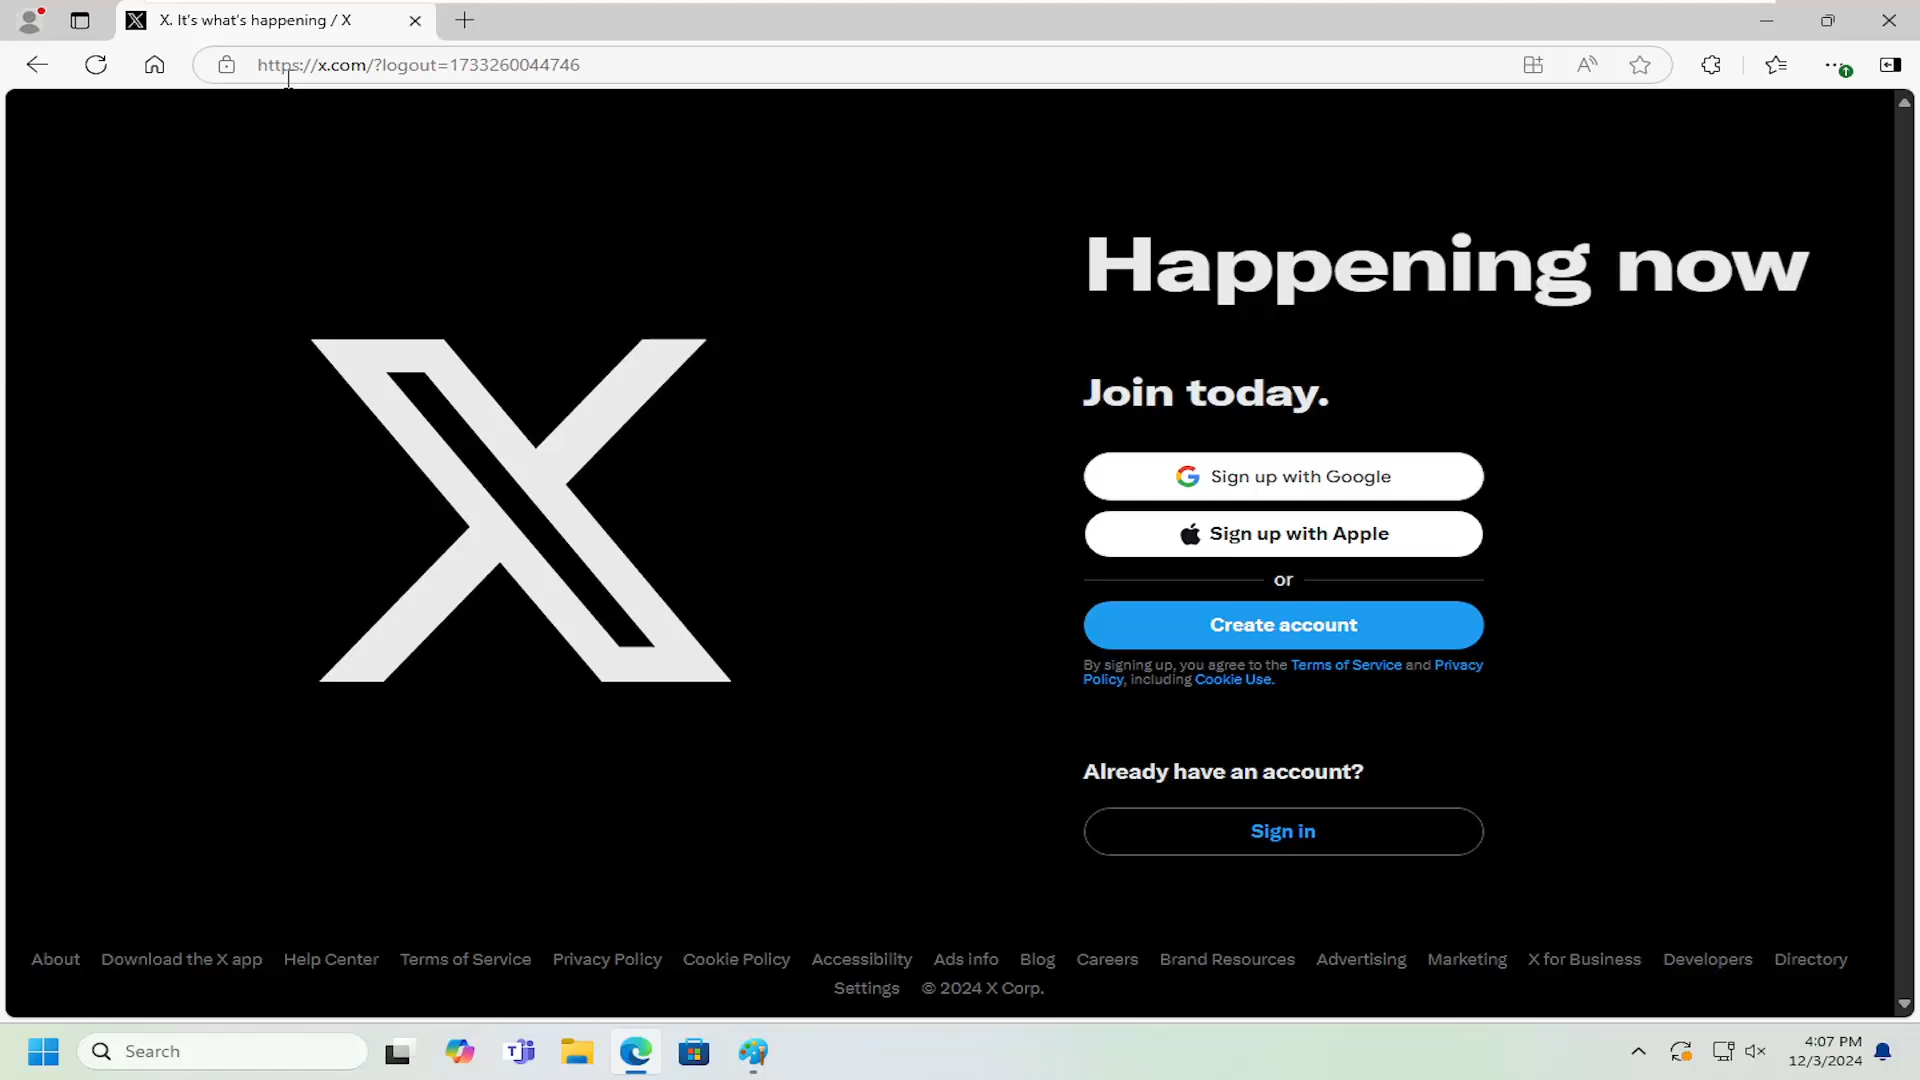 X. It's what's happening / X
https://x.com/?logout=1733260044746
Happening now
Join today.
Sign up with Google
Sign up with Apple
or
Create account
By signing up, you agree to the Terms of Service and Privacy
Policy, including Cookie Use.
Already have an account?
Sign in
About Download the X app Help Center Terms of Service Privacy Policy Cookie Policy Accessibility Ads info Blog Careers Brand Resources Advertising Marketing X for Business Developers Directory
Settings © 2024 X Corp.
Search
4:07 PM
12/3/2024